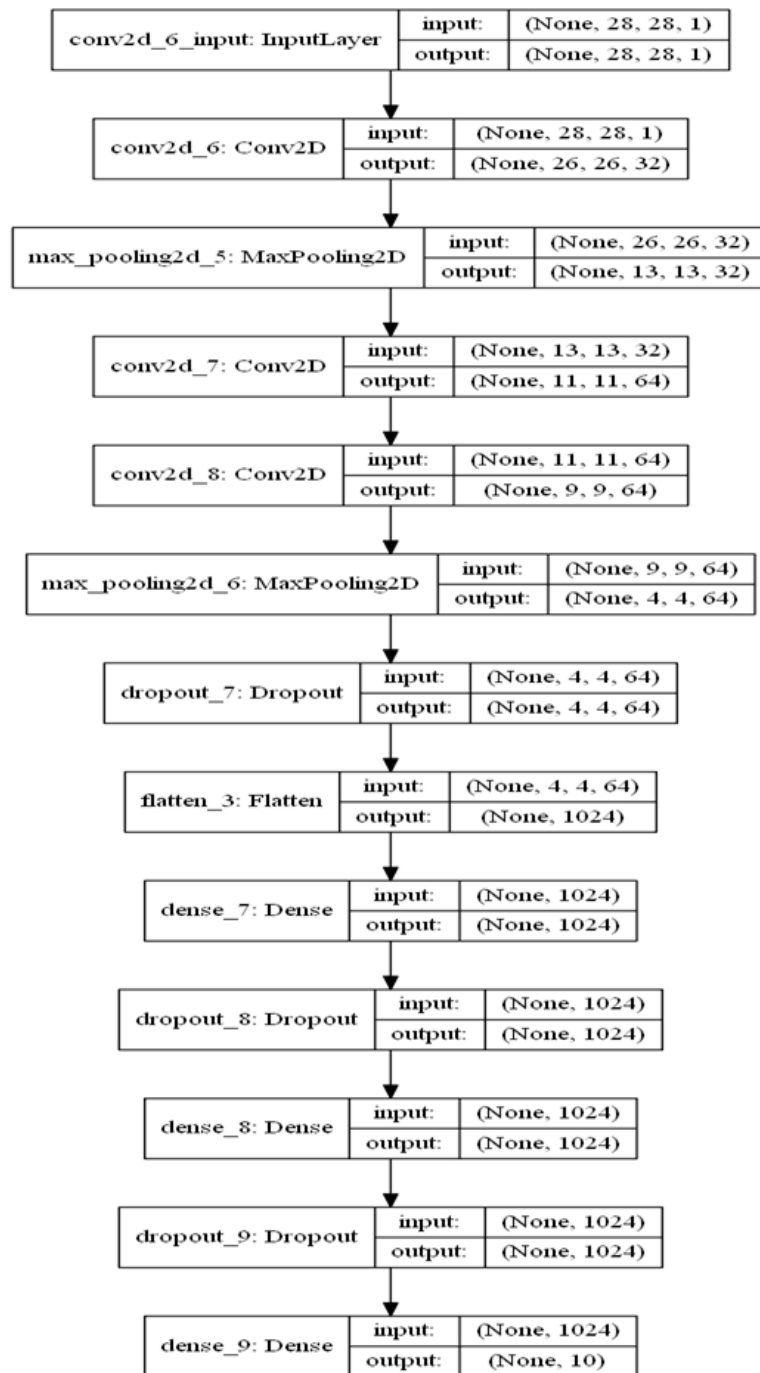 conv2d_6_input: InputLayer
input: (None, 28, 28, 1)
output: (None, 28, 28, 1)
conv2d_6: Conv2D
input: (None, 28, 28, 1)
output: (None, 26, 26, 32)
max_pooling2d_5: MaxPooling2D
input: (None, 26, 26, 32)
output: (None, 13, 13, 32)
conv2d_7: Conv2D
input: (None, 13, 13, 32)
output: (None, 11, 11, 64)
conv2d_8: Conv2D
input: (None, 11, 11, 64)
output: (None, 9, 9, 64)
max_pooling2d_6: MaxPooling2D
input: (None, 9, 9, 64)
output: (None, 4, 4, 64)
dropout_7: Dropout
input: (None, 4, 4, 64)
output: (None, 4, 4, 64)
flatten_3: Flatten
input: (None, 4, 4, 64)
output: (None, 1024)
dense_7: Dense
input: (None, 1024)
output: (None, 1024)
dropout_8: Dropout
input: (None, 1024)
output: (None, 1024)
dense_8: Dense
input: (None, 1024)
output: (None, 1024)
dropout_9: Dropout
input: (None, 1024)
output: (None, 1024)
dense_9: Dense
input: (None, 1024)
output: (None, 10)